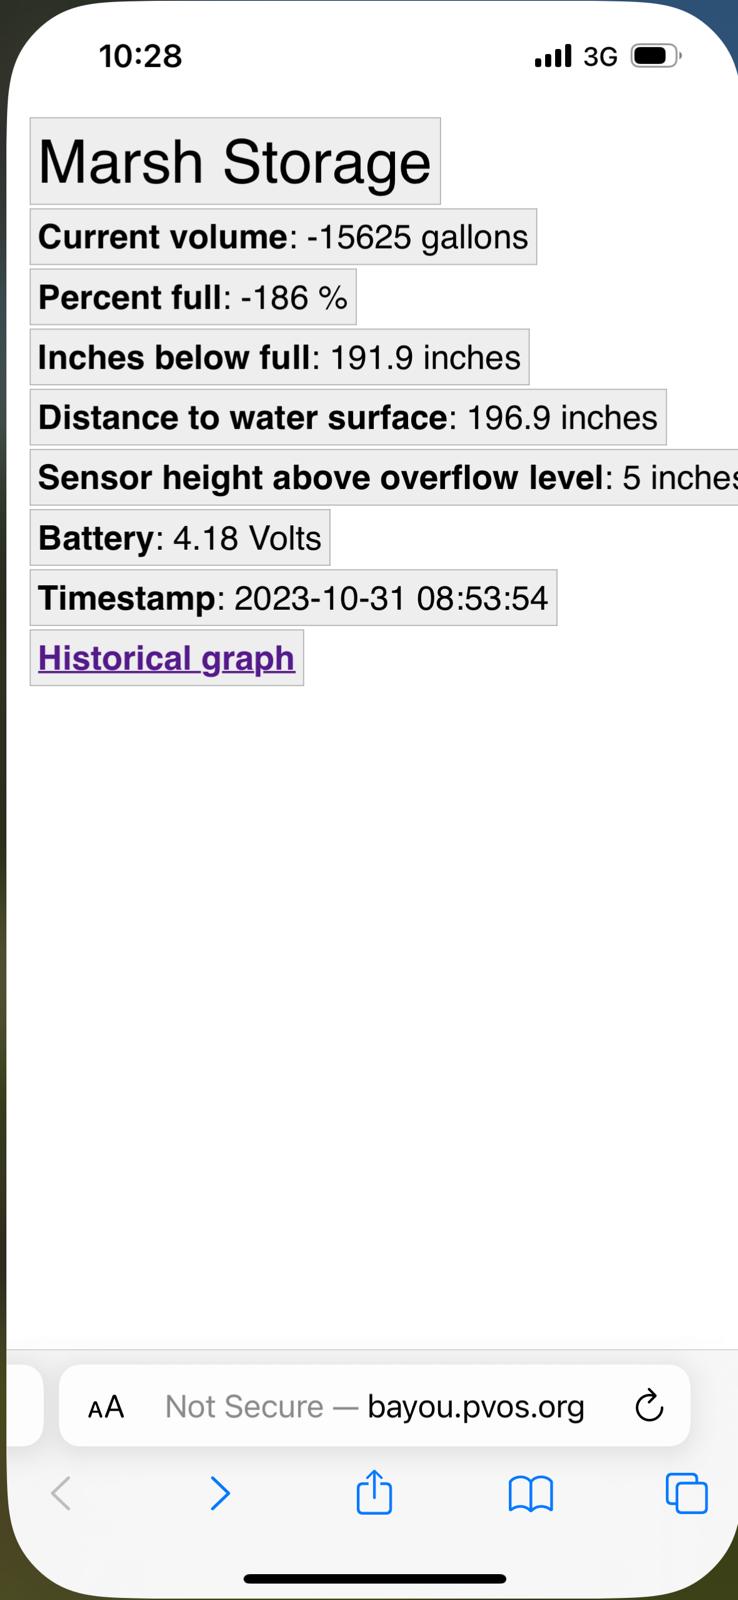 10:28 3G
Marsh Storage
Current volume: -15625 gallons
Percent full: -186 %
Inches below full: 191.9 inches
Distance to water surface: 196.9 inches
Sensor height above overflow level: 5 inches
Battery: 4.18 Volts
Timestamp: 2023-10-31 08:53:54
Historical graph
AA Not Secure — bayou.pvos.org